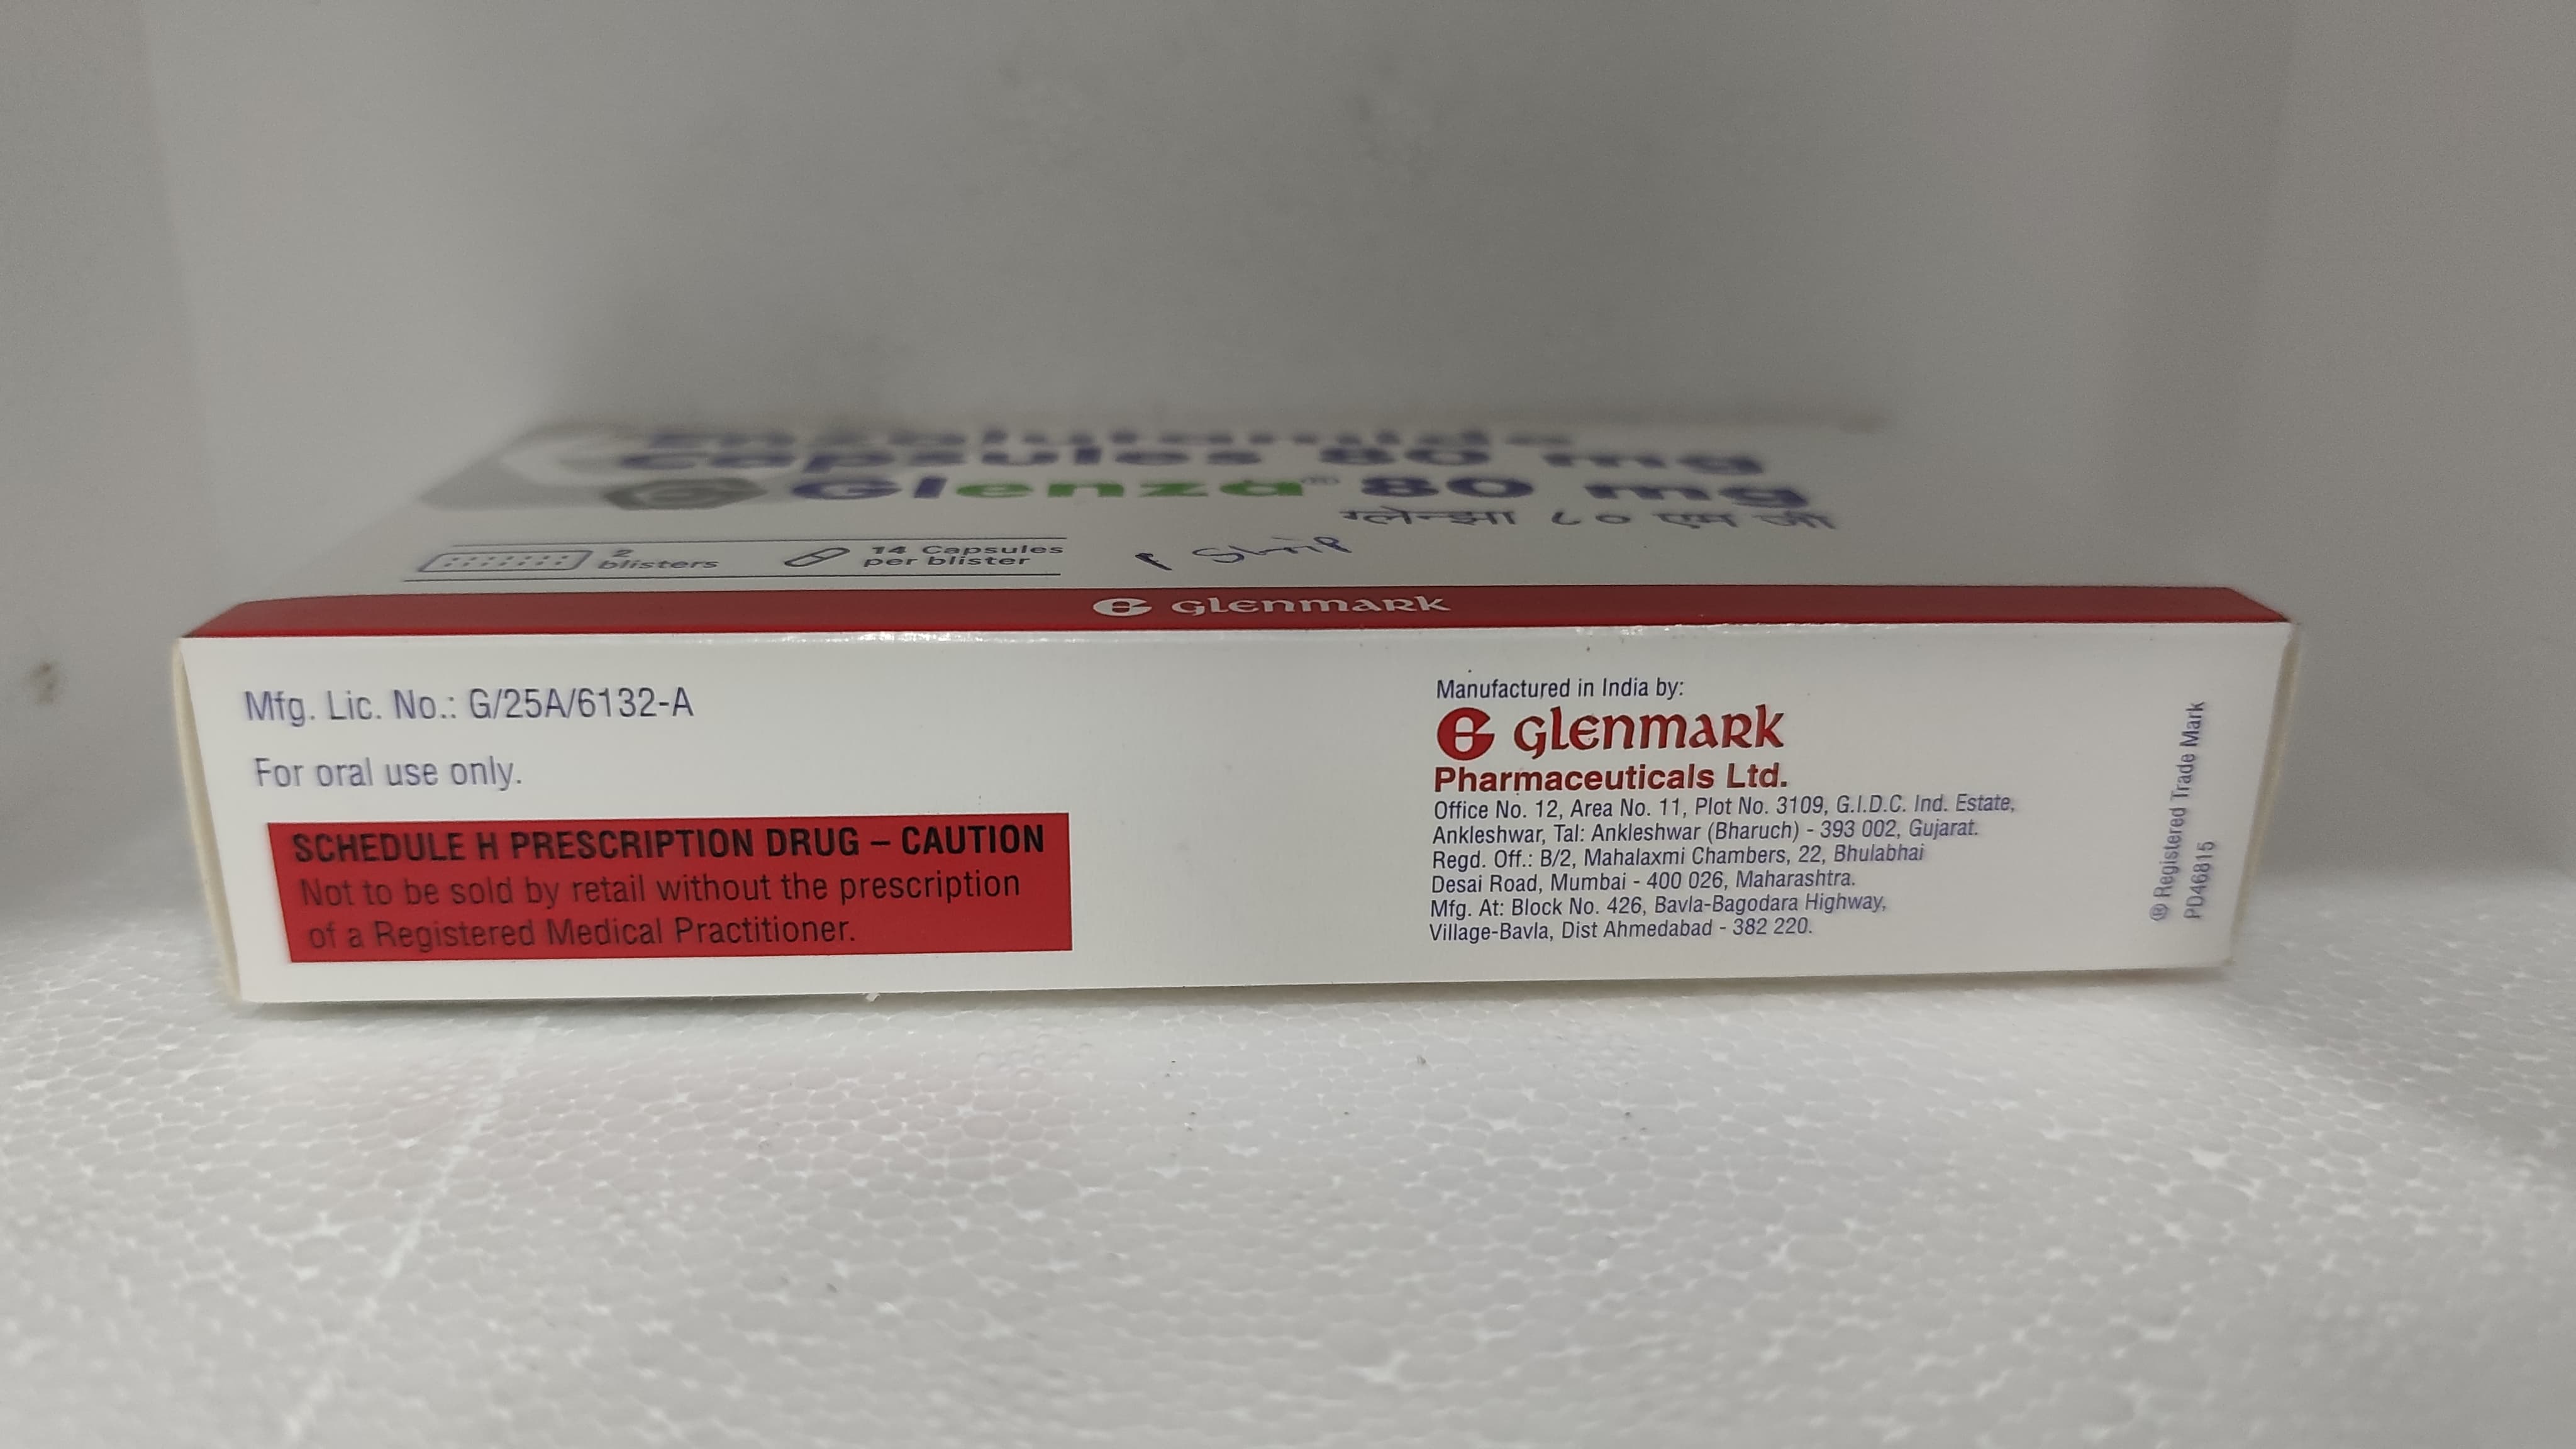 Enzalutamide
capsules 80 mg
Glenza® 80 mg
ग्लेन्झा ८० एम जी
2
blisters
14 Capsules
per blister
1 Strip
GLENMARK
Mfg. Lic. No.: G/25A/6132-A
For oral use only.
SCHEDULE H PRESCRIPTION DRUG – CAUTION
Not to be sold by retail without the prescription
of a Registered Medical Practitioner.
Manufactured in India by:
GLENMARK
Pharmaceuticals Ltd.
Office No. 12, Area No. 11, Plot No. 3109, G.I.D.C. Ind. Estate,
Ankleshwar, Tal: Ankleshwar (Bharuch) - 393 002, Gujarat.
Regd. Off.: B/2, Mahalaxmi Chambers, 22, Bhulabhai
Desai Road, Mumbai - 400 026, Maharashtra.
Mfg. At: Block No. 426, Bavla-Bagodara Highway,
Village-Bavla, Dist Ahmedabad - 382 220.
® Registered Trade Mark
PD46815